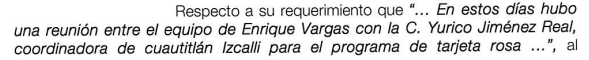 Respecto a su requerimiento que "... En estos días hubo
una reunión entre el equipo de Enrique Vargas con la C. Yurico Jiménez Real,
coordinadora de cuautitlán Izcalli para el programa de tarjeta rosa ...", al